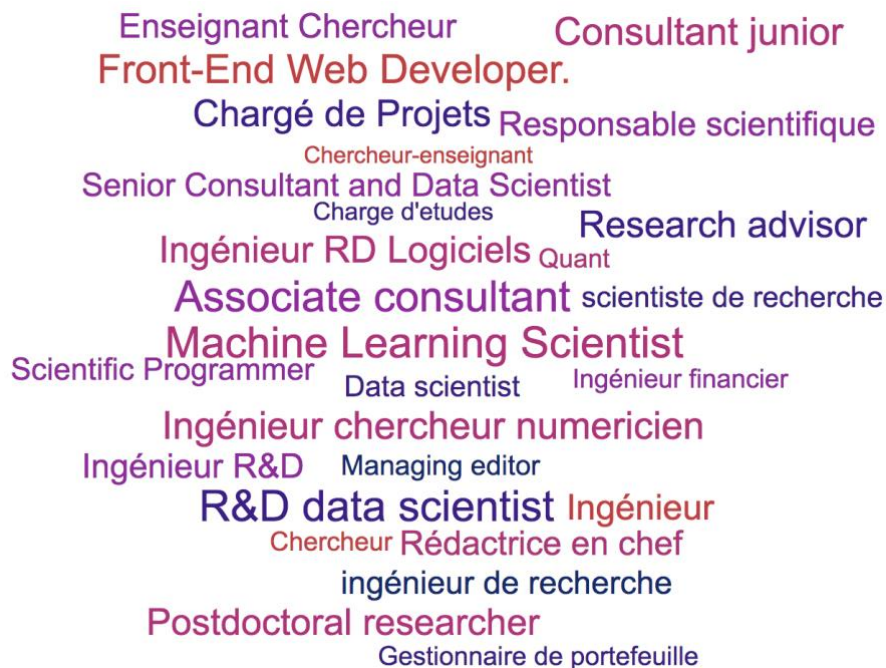 Enseignant Chercheur
Consultant junior
Front-End Web Developer.
Chargé de Projets
Responsable scientifique
Chercheur-enseignant
Senior Consultant and Data Scientist
Charge d'etudes
Research advisor
Ingénieur RD Logiciels
Quant
Associate consultant
scientiste de recherche
Machine Learning Scientist
Scientific Programmer
Data scientist
Ingénieur financier
Ingénieur chercheur numericien
Ingénieur R&D
Managing editor
R&D data scientist
Ingénieur
Chercheur
Rédactrice en chef
ingénieur de recherche
Postdoctoral researcher
Gestionnaire de portefeuille